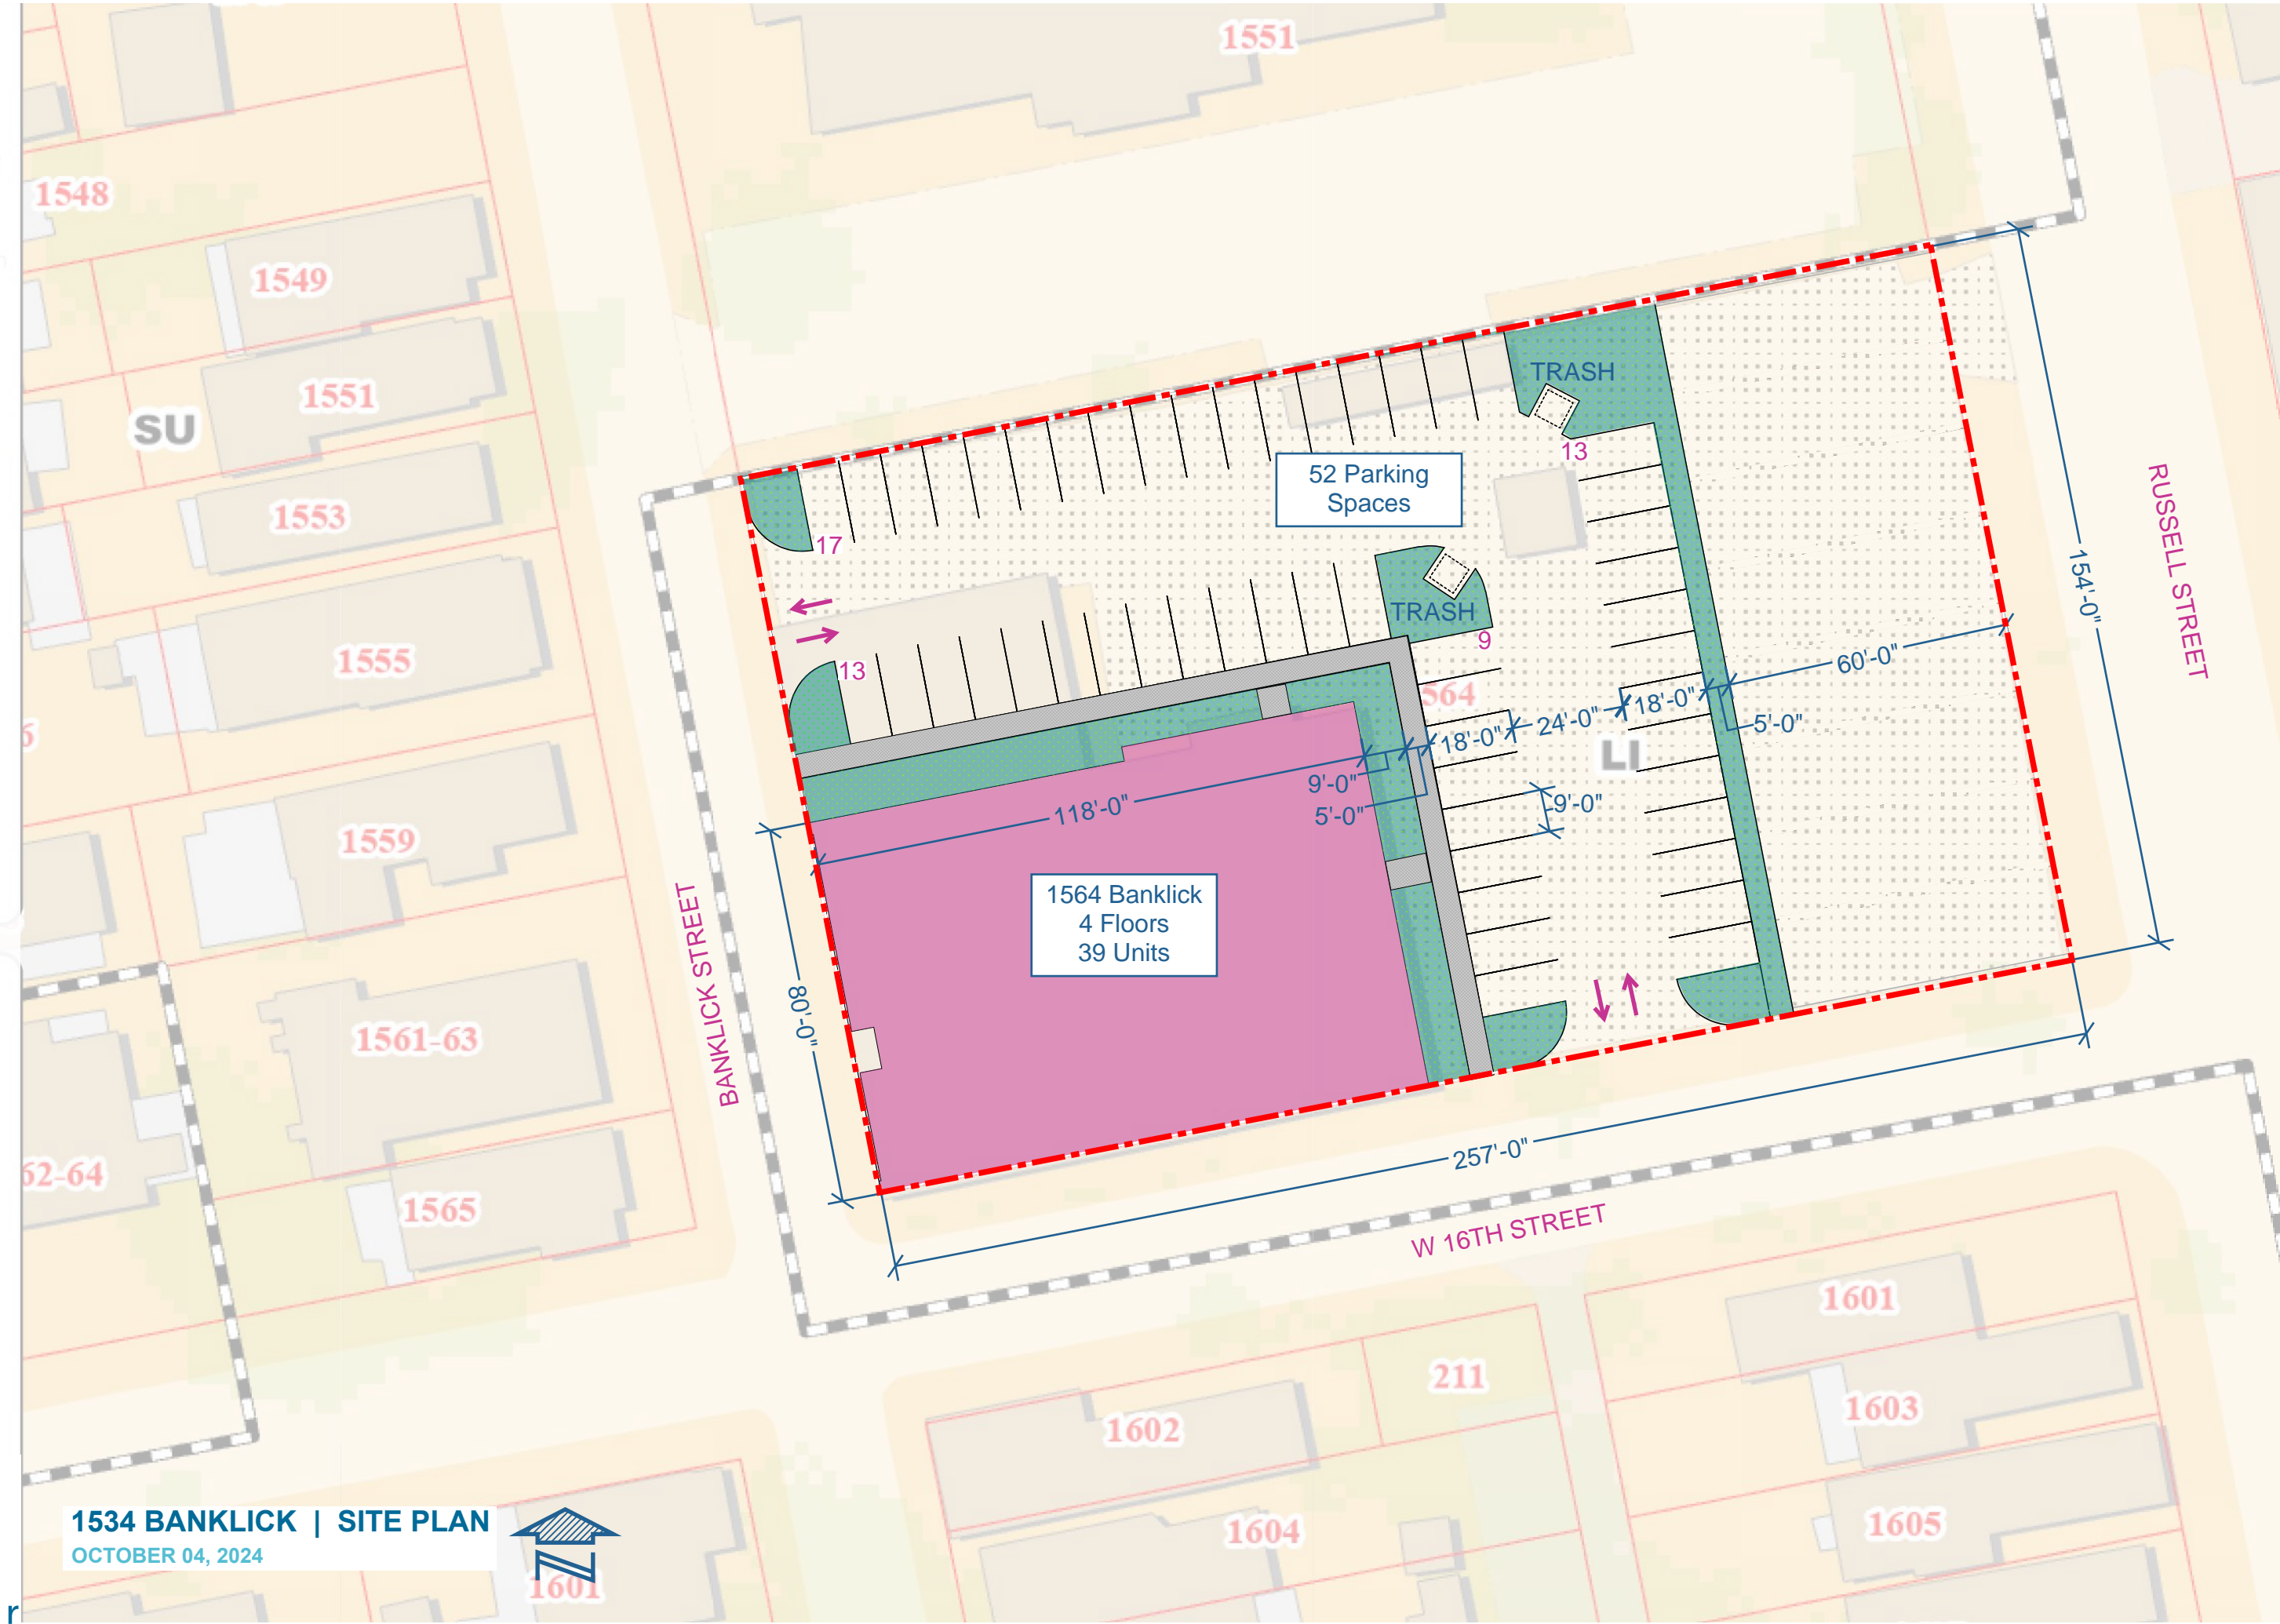 1551
1548
1549
1551
SU
1553
1555
1559
1561-63
62-64
1565
TRASH
13
52 Parking
Spaces
17
TRASH
9
13
564
LI
154'-0"
RUSSELL STREET
60'-0"
18'-0"
24'-0"
5'-0"
18'-0"
9'-0"
9'-0"
5'-0"
118'-0"
1564 Banklick
4 Floors
39 Units
BANKLICK STREET
80'-0"
257'-0"
W 16TH STREET
1601
211
1602
1603
1604
1605
1534 BANKLICK | SITE PLAN
OCTOBER 04, 2024
1601
r